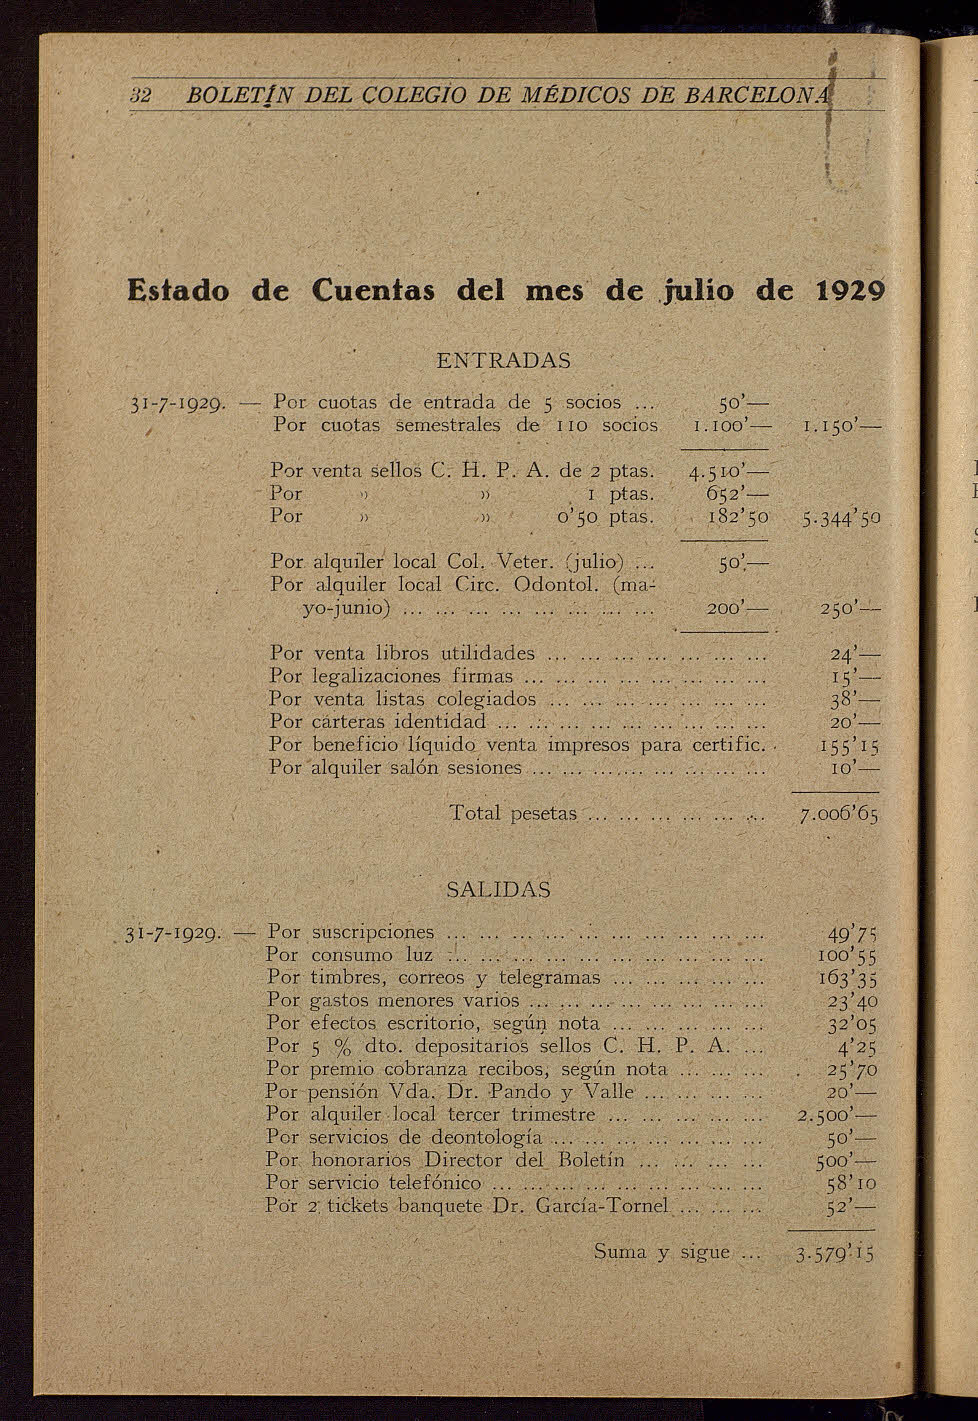 32 BOLETÍN DEL COLEGIO DE MÉDICOS DE BARCELONA
Estado de Cuentas del mes de julio de 1929
ENTRADAS
31-7-1929. — Por cuotas de entrada de 5 socios ... 50'—
Por cuotas semestrales de 110 socios 1.100'— 1.150'—
Por venta sellos C. H. P. A. de 2 ptas. 4.510'—
Por » » 1 ptas. 652'—
Por » » 0'50 ptas. 182'50 5.344'50
Por alquiler local Col. Veter. (julio) ... 50'—
Por alquiler local Circ. Odontol. (ma-
yo-junio) ... ... ... ... ... ... ... ... 200'— 250'—
Por venta libros utilidades ... ... ... ... ... ... ... 24'—
Por legalizaciones firmas ... ... ... ... ... ... ... ... 15'—
Por venta listas colegiados ... ... ... ... ... ... ... 38'—
Por carteras identidad ... ... ... ... ... ... ... ... ... 20'—
Por beneficio líquido venta impresos para certific. . 155'15
Por alquiler salón sesiones ... ... ... ... ... ... ... ... 10'—
Total pesetas ... ... ... ... ... ... 7.006'65
SALIDAS
31-7-1929. — Por suscripciones ... ... ... ... ... ... ... ... ... ... 49'75
Por consumo luz ... ... ... ... ... ... ... ... ... ... 100'55
Por timbres, correos y telegramas ... ... ... ... ... 163'35
Por gastos menores varios ... ... ... ... ... ... ... ... 23'40
Por efectos escritorio, según nota ... ... ... ... ... 32'05
Por 5 % dto. depositarios sellos C. H. P. A. ... 4'25
Por premio cobranza recibos, según nota ... ... ... . 25'70
Por pensión Vda. Dr. Pando y Valle ... ... ... ... 20'—
Por alquiler local tercer trimestre ... ... ... ... ... 2.500'—
Por servicios de deontología ... ... ... ... ... ... ... 50'—
Por honorarios Director del Boletín ... ... ... ... 500'—
Por servicio telefónico ... ... ... ... ... ... ... ... ... 58'10
Por 2 tickets banquete Dr. García-Tornel ... ... ... 52'—
Suma y sigue ... 3.579'15